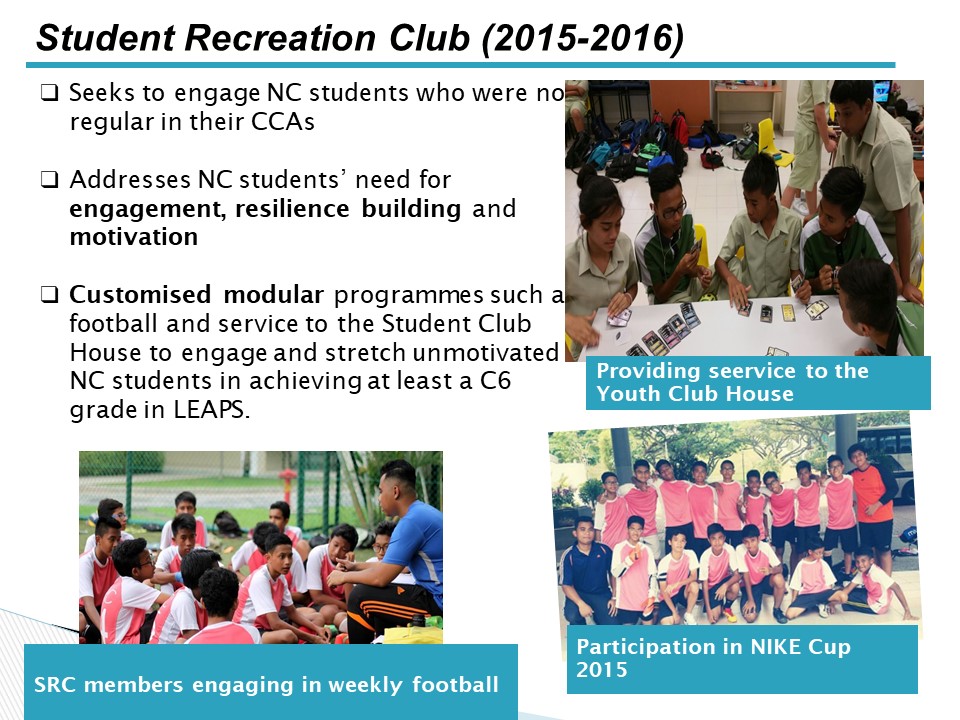 Student Recreation Club (2015-2016)
❑ Seeks to engage NC students who were no
regular in their CCAs
❑ Addresses NC students’ need for
engagement, resilience building and
motivation
❑ Customised modular programmes such a
football and service to the Student Club
House to engage and stretch unmotivated
NC students in achieving at least a C6
grade in LEAPS.
Providing seervice to the
Youth Club House
Participation in NIKE Cup
2015
SRC members engaging in weekly football